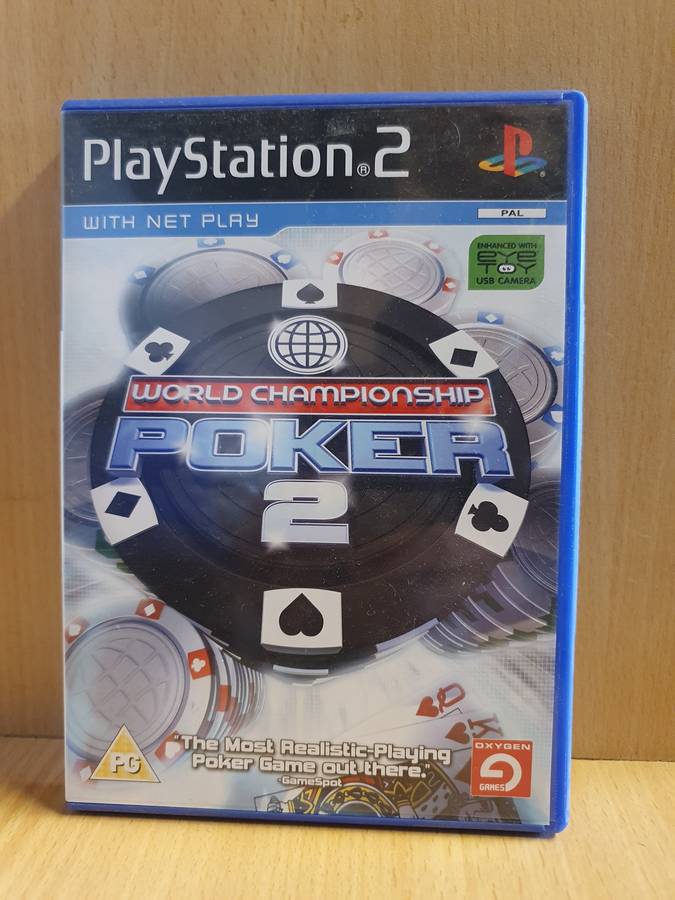 PlayStation®2
WITH NET PLAY
PAL
ENHANCED WITH
EYE
TOY
USB CAMERA
WORLD CHAMPIONSHIP
POKER
2
Q
K
"The Most Realistic-Playing
Poker Game out there."
-GameSpot
PG
OXYGEN
GAMES